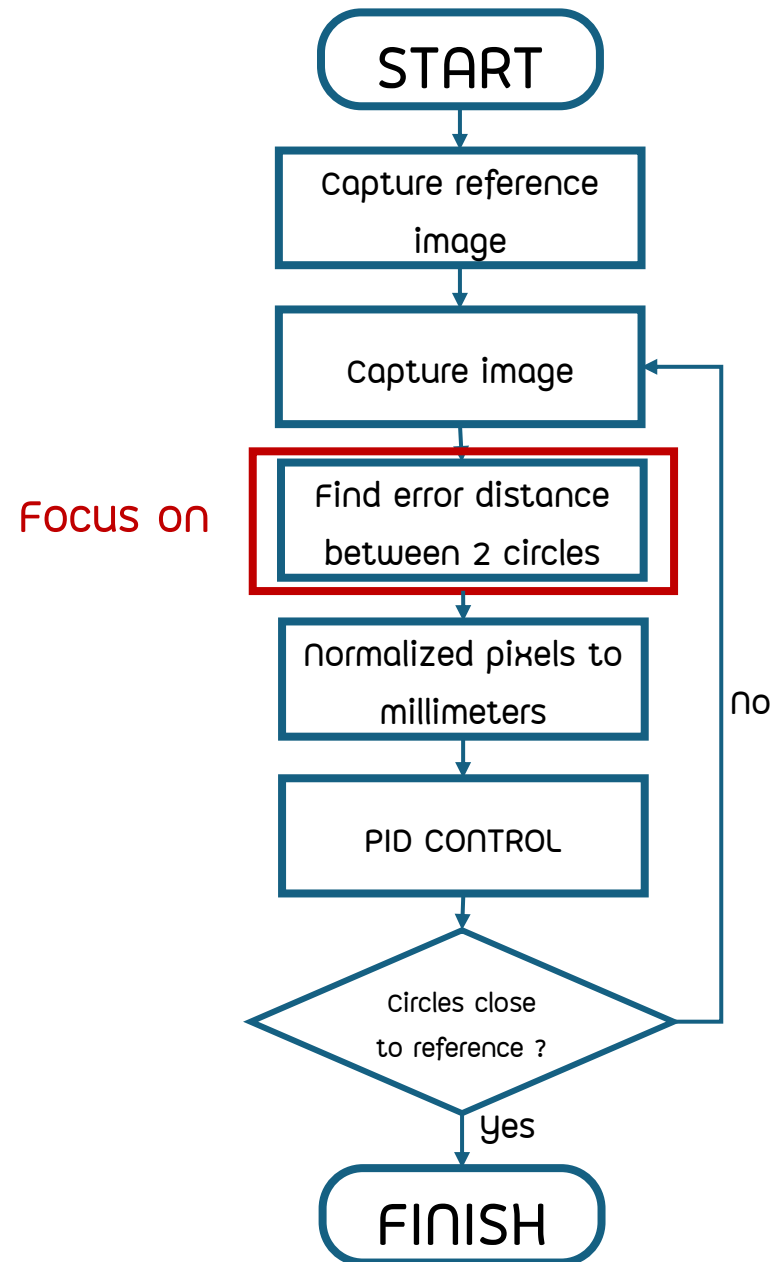 START
Capture reference
image
Capture image
Focus on
Find error distance
between 2 circles
Normalized pixels to
millimeters
No
PID CONTROL
Circles close
to reference ?
Yes
FINISH